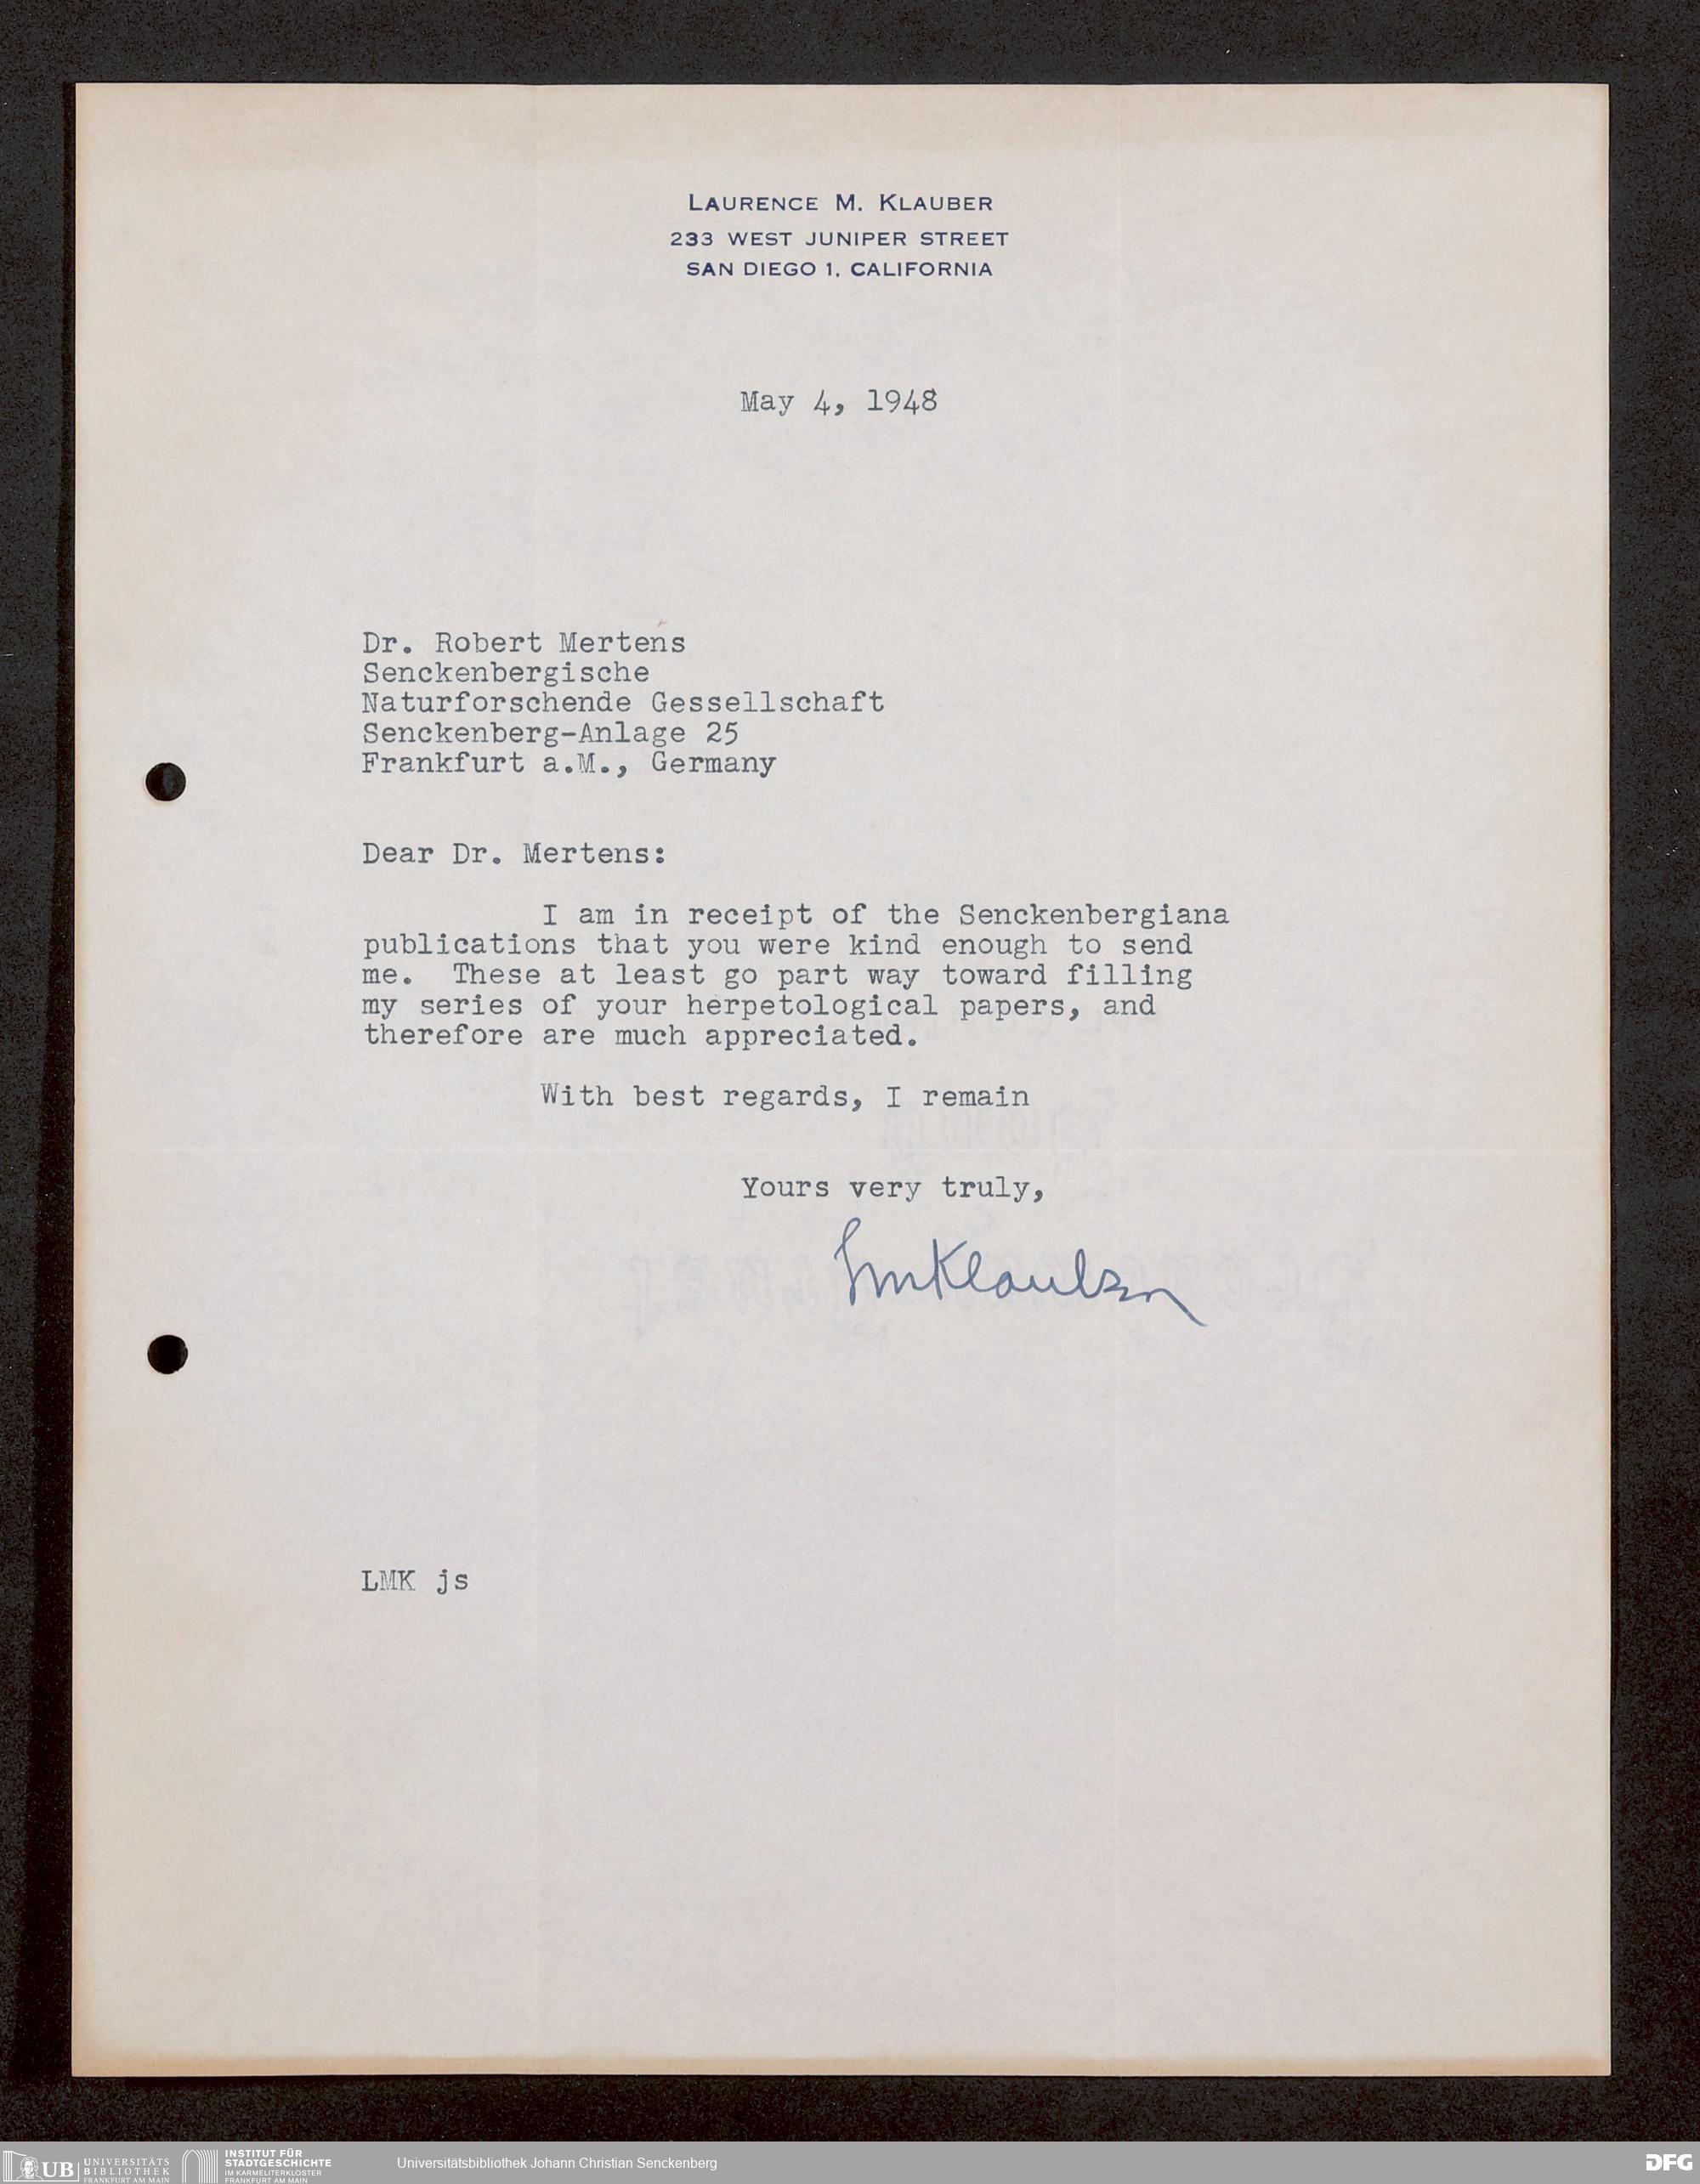 LAURENCE M. KLAUBER
233 WEST JUNIPER STREET
SAN DIEGO 1, CALIFORNIA
May 4, 1948
Dr. Robert Mertens
Senckenbergische
Naturforschende Gessellschaft
Senckenberg-Anlage 25
Frankfurt a.M., Germany
Dear Dr. Mertens:
I am in receipt of the Senckenbergiana
publications that you were kind enough to send
me. These at least go part way toward filling
my series of your herpetological papers, and
therefore are much appreciated.
With best regards, I remain
Yours very truly,
LMKlauber
LMK js
UB UNIVERSITÄTS
BIBLIOTHEK
FRANKFURT AM MAIN
INSTITUT FÜR
STADTGESCHICHTE
IM KARMELITERKLOSTER
FRANKFURT AM MAIN
Universitätsbibliothek Johann Christian Senckenberg
DFG